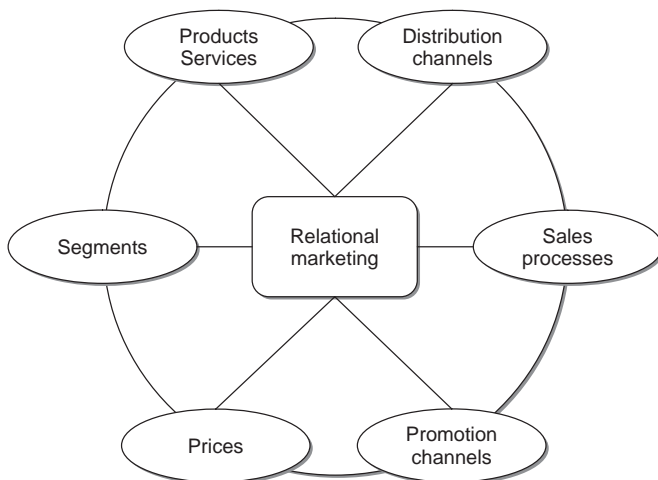 Products
Services
Distribution
channels
Segments
Relational
marketing
Sales
processes
Prices
Promotion
channels